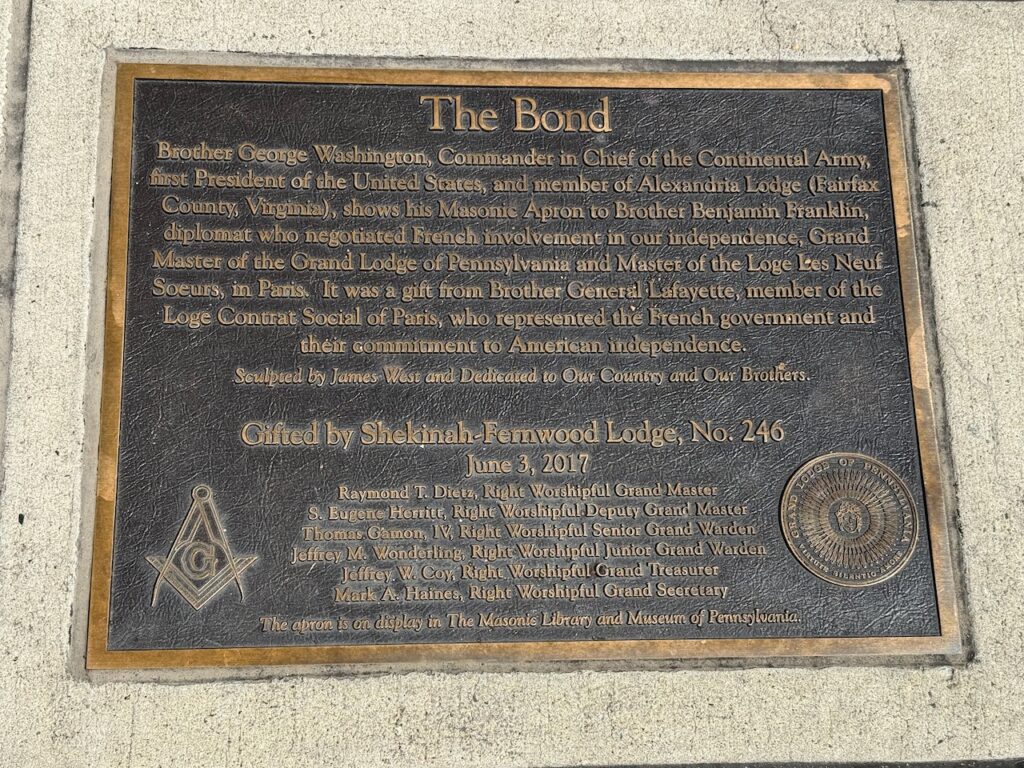 The Bond
Brother George Washington, Commander in Chief of the Continental Army,
first President of the United States, and member of Alexandria Lodge (Fairfax
County, Virginia), shows his Masonic Apron to Brother Benjamin Franklin,
diplomat who negotiated French involvement in our independence, Grand
Master of the Grand Lodge of Pennsylvania and Master of the Loge Les Neuf
Soeurs, in Paris. It was a gift from Brother General Lafayette, member of the
Loge Contrat Social of Paris, who represented the French government and
their commitment to American independence.
Sculpted by James West and Dedicated to Our Country and Our Brothers.
Gifted by Shekinah-Fernwood Lodge, No. 246
June 3, 2017
Raymond T. Dietz, Right Worshipful Grand Master
S. Eugene Herritt, Right Worshipful Deputy Grand Master
Thomas Gamon, IV, Right Worshipful Senior Grand Warden
Jeffrey M. Wonderling, Right Worshipful Junior Grand Warden
Jeffrey W. Coy, Right Worshipful Grand Treasurer
Mark A. Haines, Right Worshipful Grand Secretary
The apron is on display in The Masonic Library and Museum of Pennsylvania.
G
GRAND LODGE OF PENNSYLVANIA